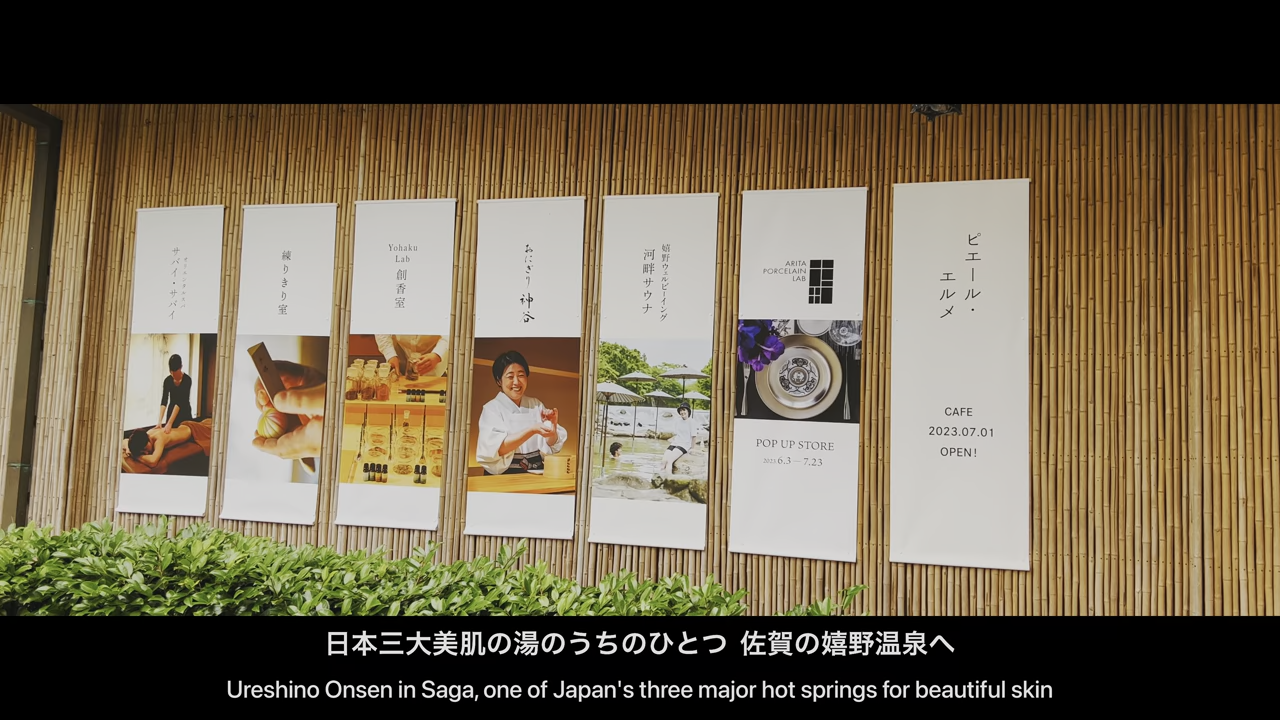 サバイ・サバイ
練りきり室
Yohaku
Lab
創香室
おにぎり 神谷
嬉野ウェルビーイング
河畔サウナ
ARITA
PORCELAIN
LAB
POP UP STORE
2023.6.3 — 7.23
ピエール・
エルメ
CAFE
2023.07.01
OPEN!
日本三大美肌の湯のうちのひとつ 佐賀の嬉野温泉へ
Ureshino Onsen in Saga, one of Japan's three major hot springs for beautiful skin